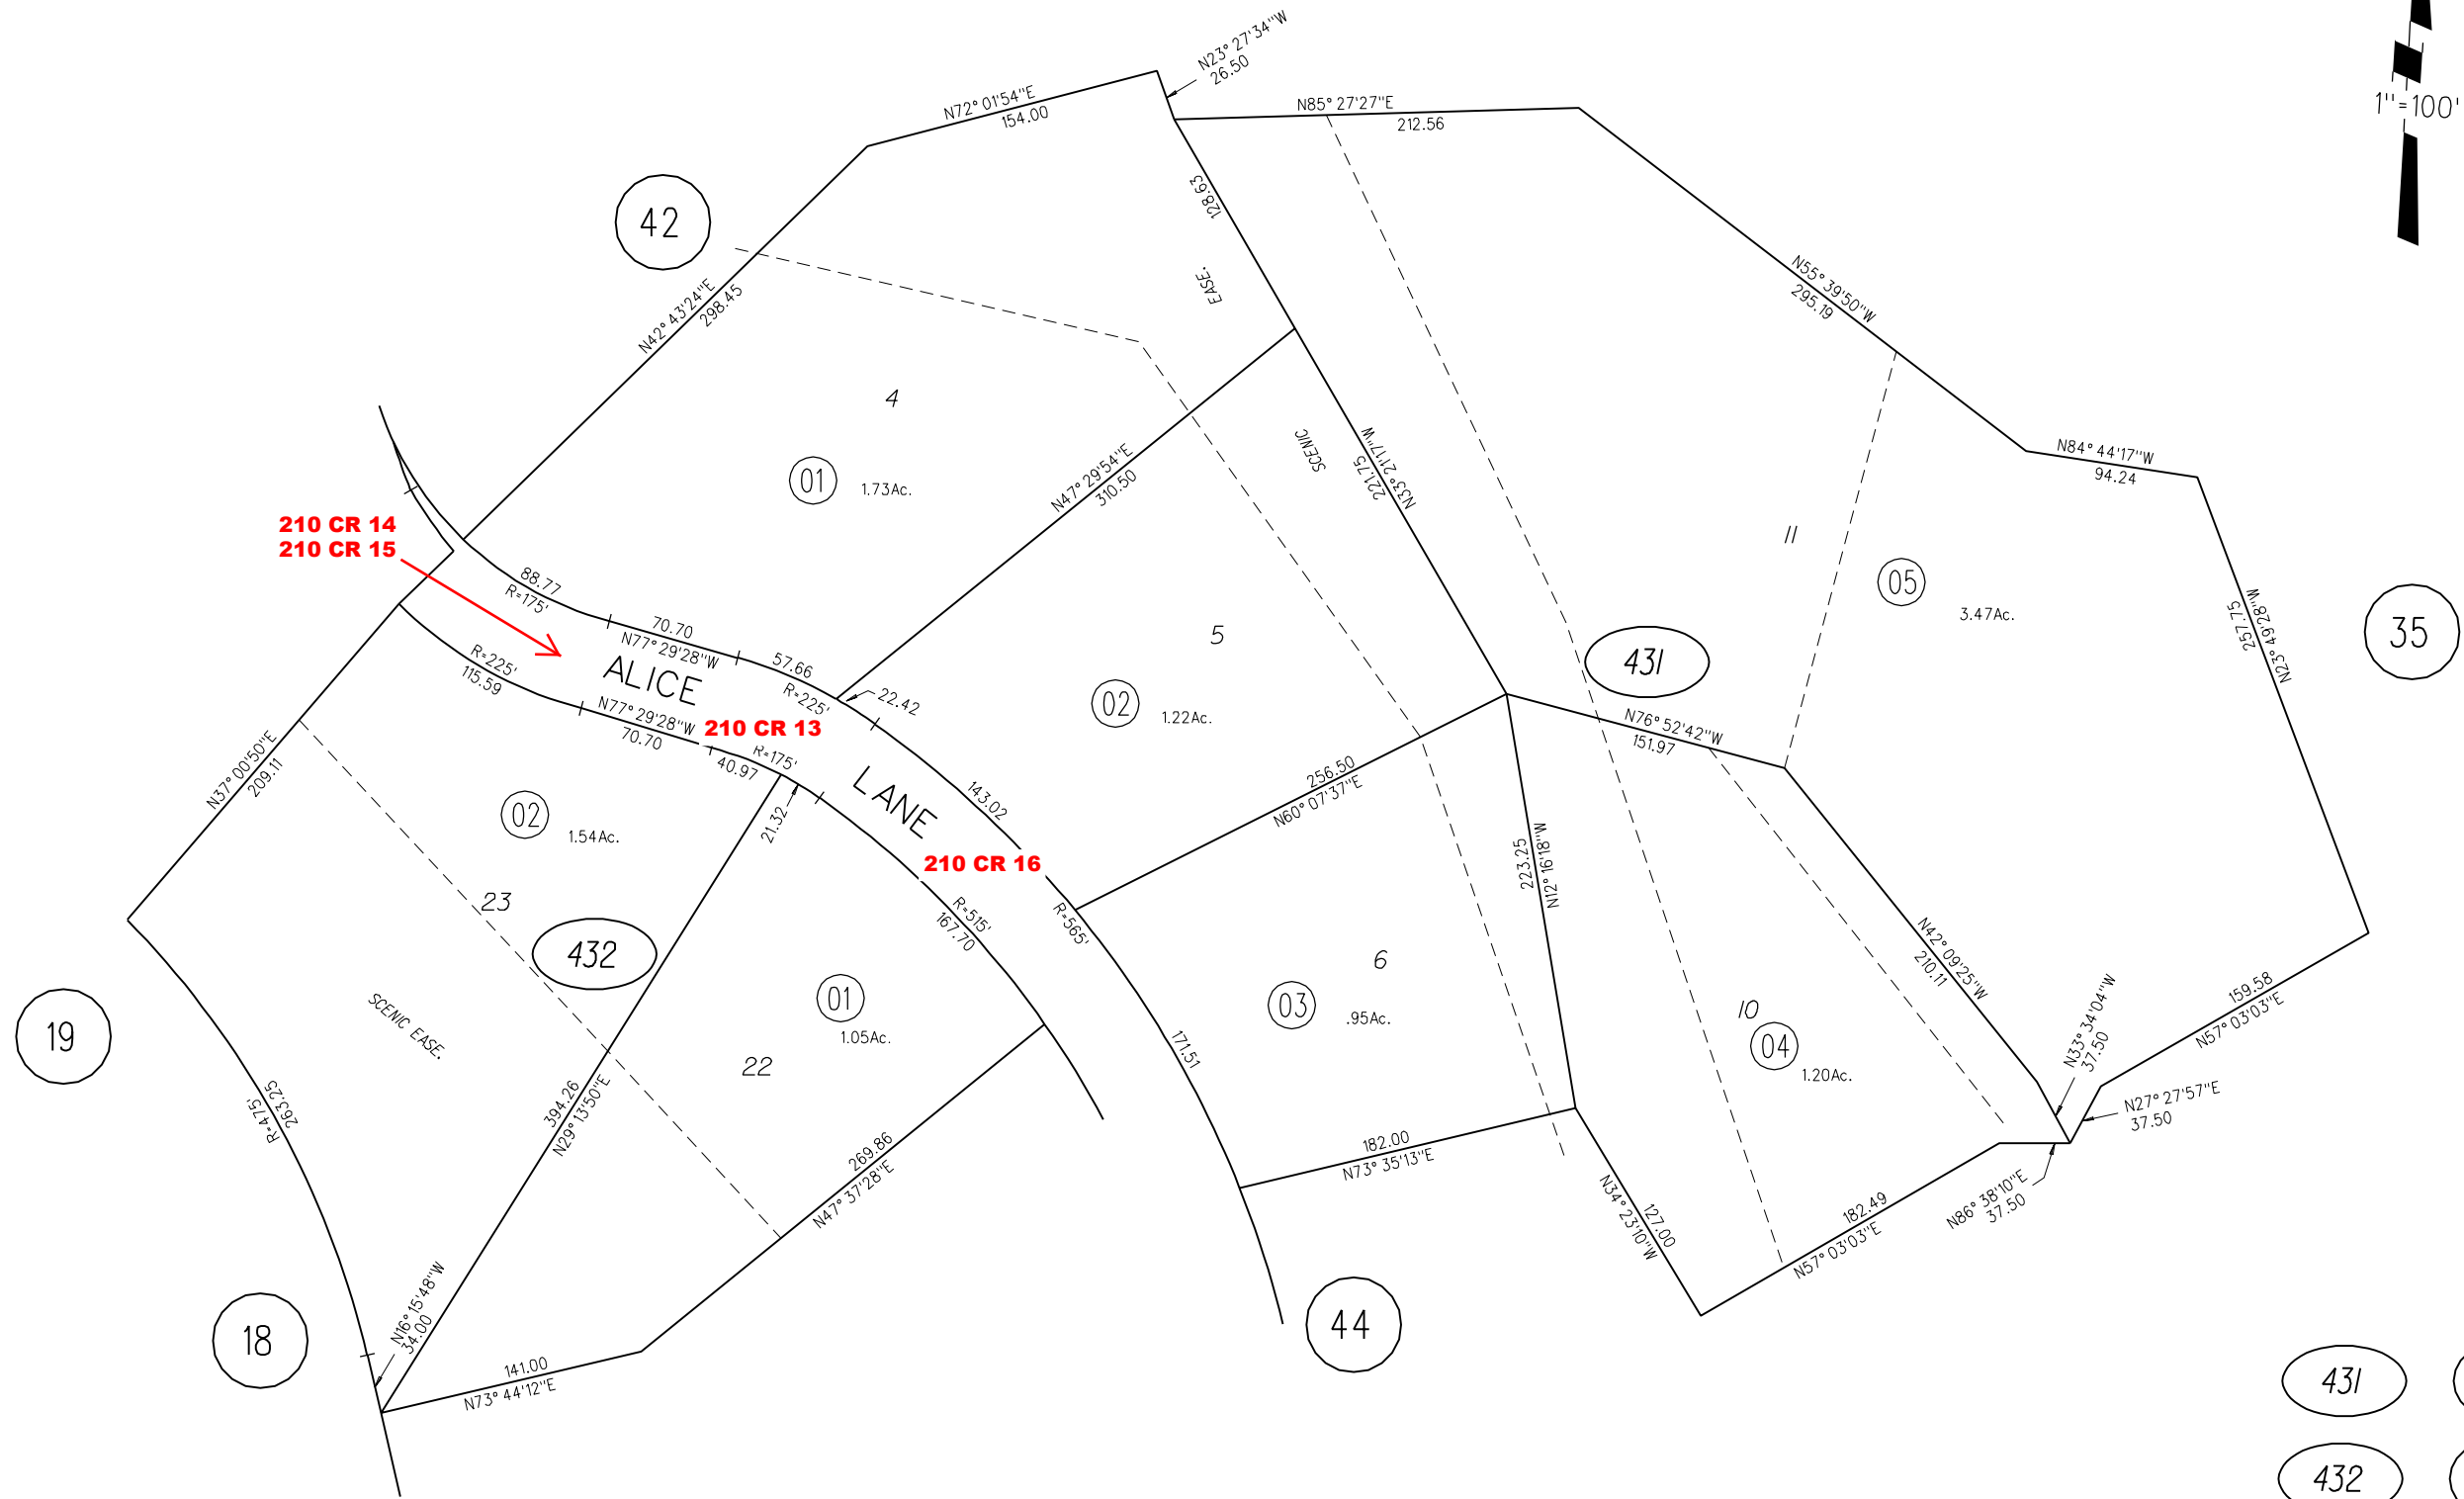 N23° 27'34"W
26.50
1"=100'
N72° 01'54"E
154.00
N85° 27'27"E
212.56
42
128.63
EASE.
N55° 39'50"W
295.19
N42° 43'24"E
298.45
4
01
1.73Ac.
N47° 29'54"E
310.50
SCENIC
N33° 21'17"W
221.75
N84° 44'17"W
94.24
11
05
3.47Ac.
35
N23° 49'28"W
257.75
210 CR 14
210 CR 15
88.77
R=175'
70.70
N77° 29'28"W
57.66
R=225'
22.42
5
02
1.22Ac.
431
R=225'
115.59
ALICE
N77° 29'28"W
70.70
210 CR 13
R=175'
40.97
N76° 52'42"W
151.97
N37° 00'50"E
209.11
02
1.54Ac.
21.32
LANE
143.02
256.50
N60° 07'37"E
210 CR 16
223.25
N12° 16'18"W
23
432
R=515'
167.70
R=565'
6
03
.95Ac.
N42° 09'25"W
210.11
159.58
N57° 03'03"E
19
SCENIC EASE.
01
1.05Ac.
22
10
04
1.20Ac.
N33° 34'04"W
37.50
N27° 27'57"E
37.50
171.51
R=475'
263.25
394.26
N29° 13'50"E
269.86
N47° 37'28"E
182.00
N73° 35'13"E
N34° 23'10"W
127.00
182.49
N57° 03'03"E
N86° 38'10"E
37.50
18
N16° 15'48"W
34.00
44
141.00
N73° 44'12"E
431
432